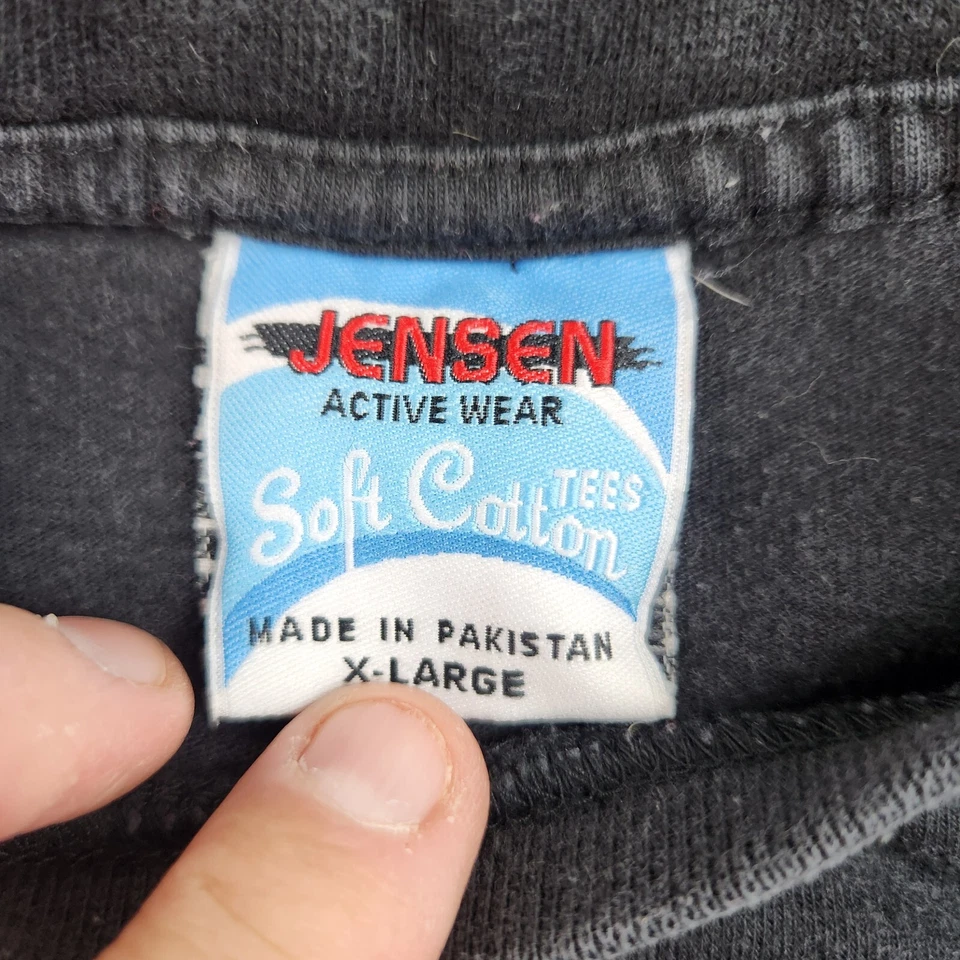 JENSEN
ACTIVE WEAR
Soft Cotton TEES
MADE IN PAKISTAN
X-LARGE